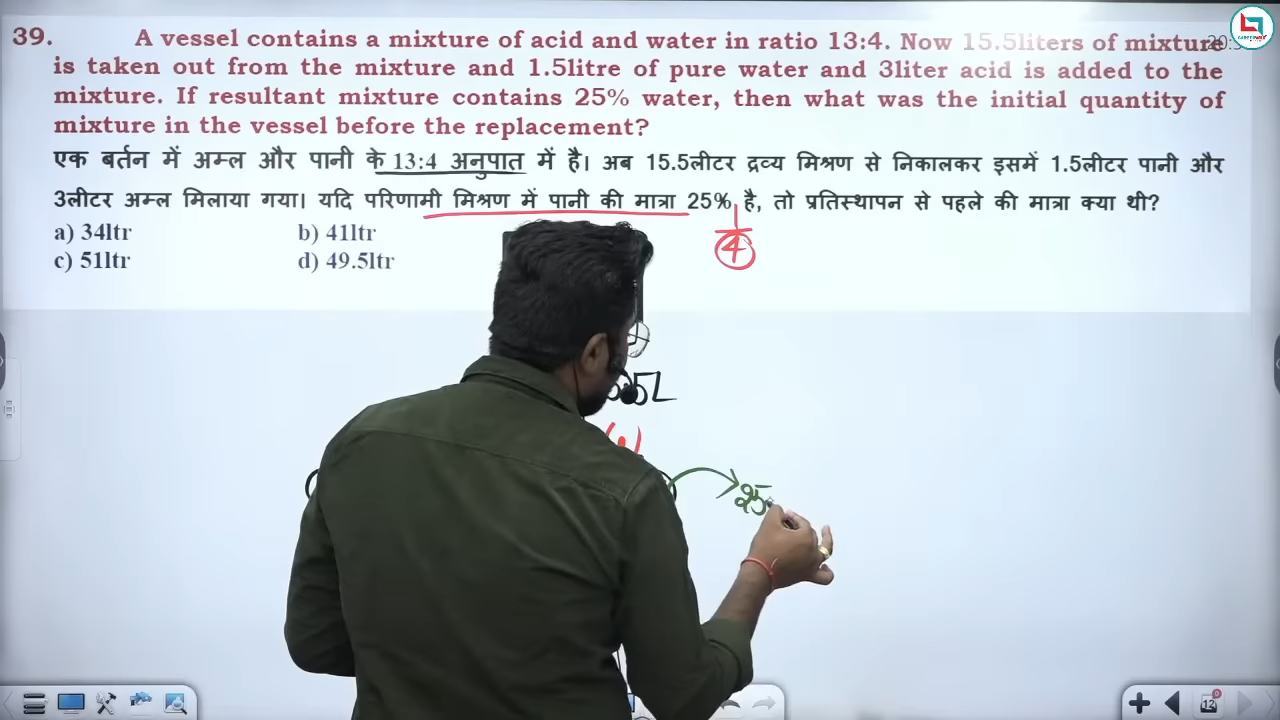 39. A vessel contains a mixture of acid and water in ratio 13:4. Now 15.5liters of mixture
is taken out from the mixture and 1.5litre of pure water and 3liter acid is added to the
mixture. If resultant mixture contains 25% water, then what was the initial quantity of
mixture in the vessel before the replacement?
एक बर्तन में अम्ल और पानी के 13:4 अनुपात में है। अब 15.5लीटर द्रव्य मिश्रण से निकालकर इसमें 1.5लीटर पानी और
3लीटर अम्ल मिलाया गया। यदि परिणामी मिश्रण में पानी की मात्रा 25% है, तो प्रतिस्थापन से पहले की मात्रा क्या थी?
a) 34ltr b) 41ltr
c) 51ltr d) 49.5ltr
1
4
5L
25
12